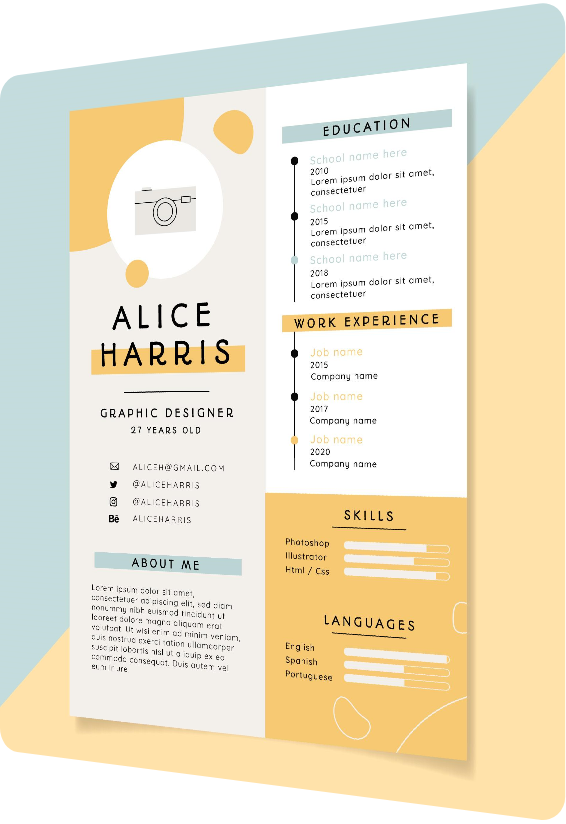 ALICE
HARRIS
GRAPHIC DESIGNER
27 YEARS OLD
ALICEH@GMAIL.COM
@ALICEHARRIS
@ALICEHARRIS
Bē ALICEHARRIS
ABOUT ME
Lorem ipsum dolor sit amet,
consectetuer adipiscing elit, sed diam
nonummy nibh euismod tincidunt ut
laoreet dolore magna aliquam erat
volutpat. Ut wisi enim ad minim veniam,
quis nostrud exerci tation ullamcorper
suscipit lobortis nisl ut aliquip ex ea
commodo consequat. Duis autem vel
eum iriure
EDUCATION
School name here
2010
Lorem ipsum dolor sit amet,
consectetuer
School name here
2015
Lorem ipsum dolor sit amet,
consectetuer
School name here
2018
Lorem ipsum dolor sit amet,
consectetuer
WORK EXPERIENCE
Job name
2015
Company name
Job name
2017
Company name
Job name
2020
Company name
SKILLS
Photoshop
Illustrator
Html / Css
LANGUAGES
English
Spanish
Portuguese